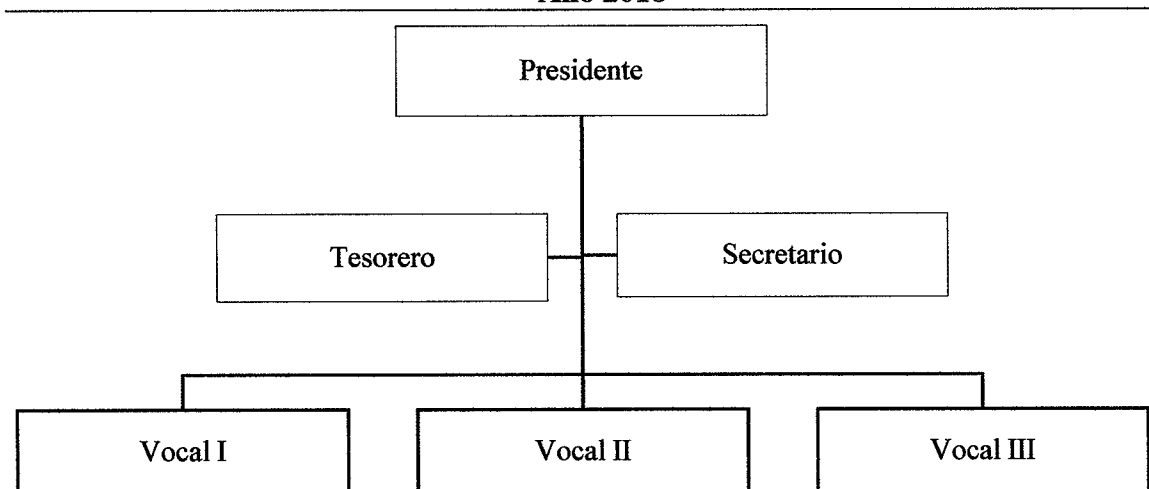 Presidente
Tesorero
Secretario
Vocal I
Vocal II
Vocal III